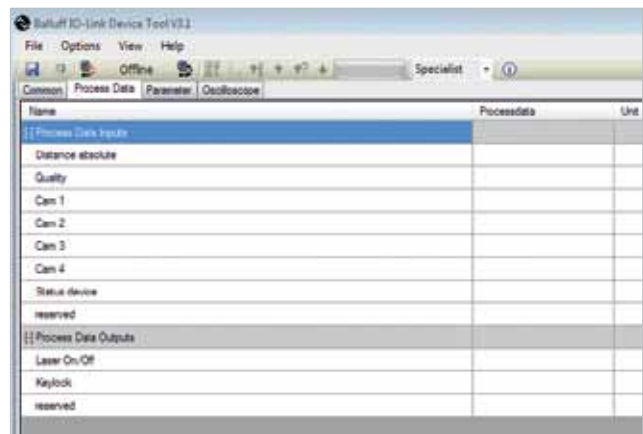 Balluff IO-Link Device Tool V3.1
File Options View Help
Offline Specialist
Common Process Data Parameter Oscilloscope
Name Processdata Unit
[-] Process Data Inputs
Distance absolute
Quality
Cam 1
Cam 2
Cam 3
Cam 4
Status device
reserved
[-] Process Data Outputs
Laser On/Off
Keylock
reserved